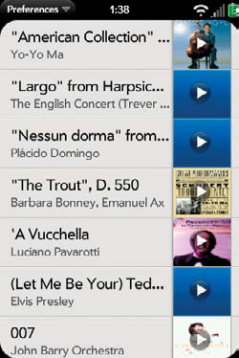 Preferences 1:38
"American Collection" ...
Yo-Yo Ma
"Largo" from Harpsic...
The English Concert (Trevor ...
"Nessun dorma" from...
Plácido Domingo
"The Trout", D. 550
Barbara Bonney, Emanuel Ax
'A Vucchella
Luciano Pavarotti
(Let Me Be Your) Ted...
Elvis Presley
007
John Barry Orchestra